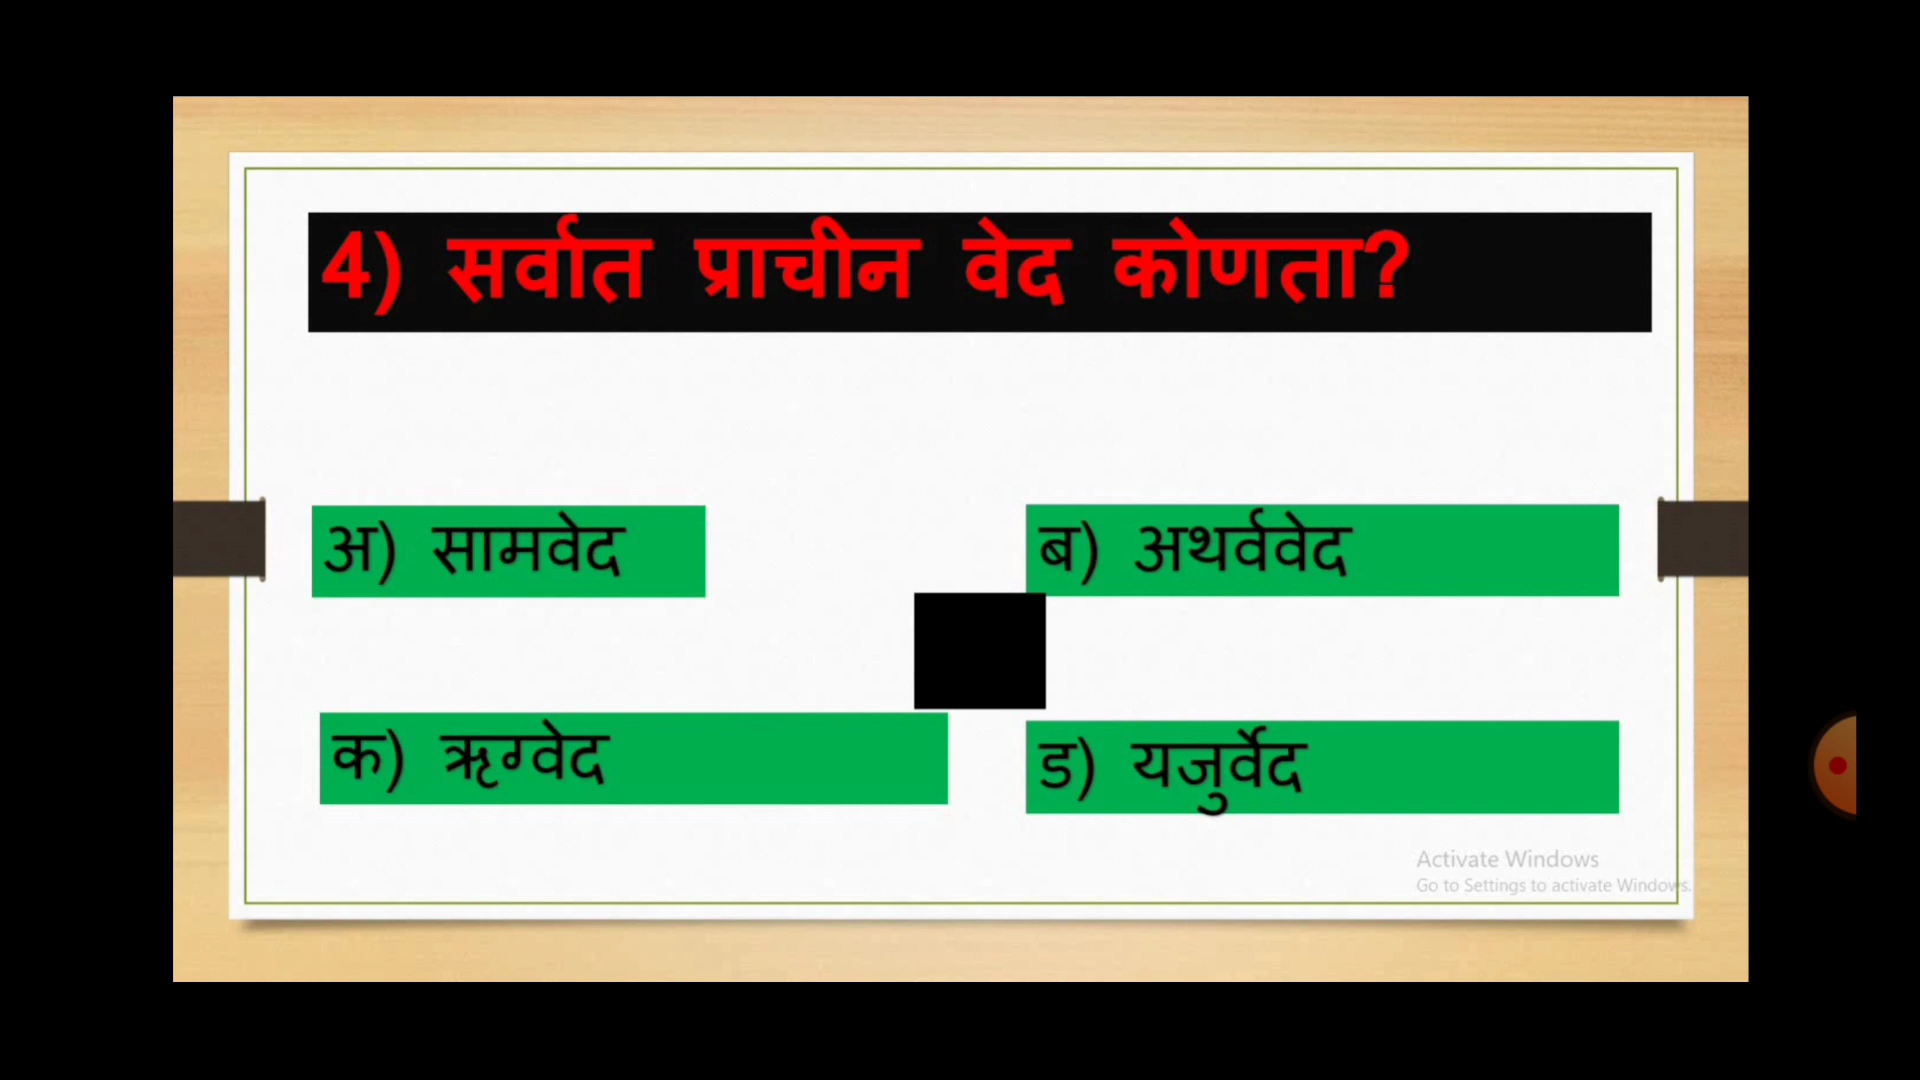 4) सर्वात प्राचीन वेद कोणता?
अ) सामवेद
ब) अथर्ववेद
क) ऋग्वेद
ड) यजुर्वेद
Activate Windows
Go to Settings to activate Windows.